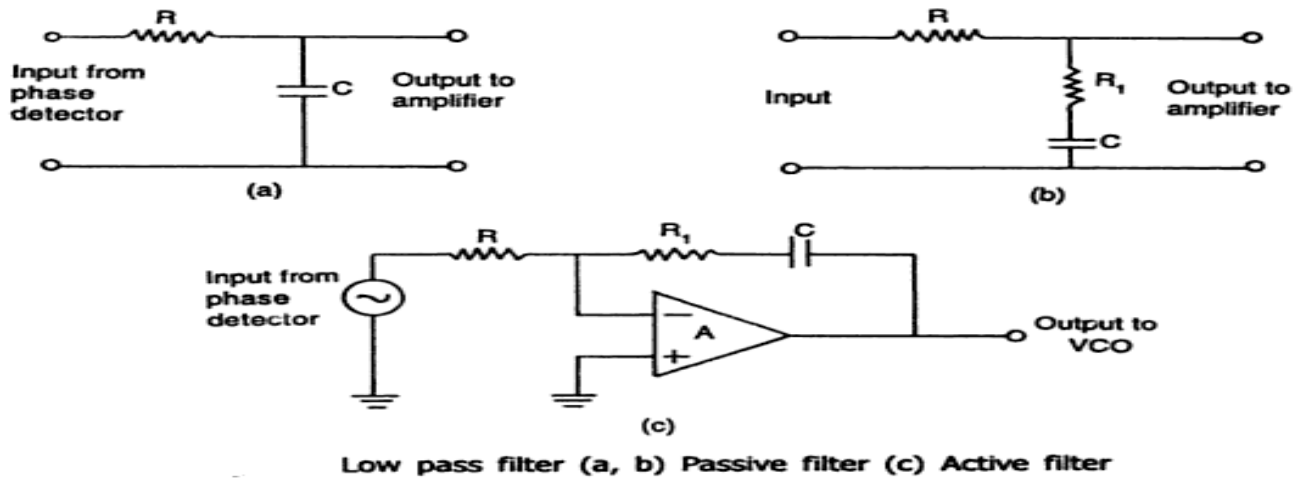 R
Input from
phase
detector
C
Output to
amplifier
(a)
R
Input
R₁
C
Output to
amplifier
(b)
Input from
phase
detector
R
R₁
C
−
A
+
Output to
VCO
(c)
Low pass filter (a, b) Passive filter (c) Active filter